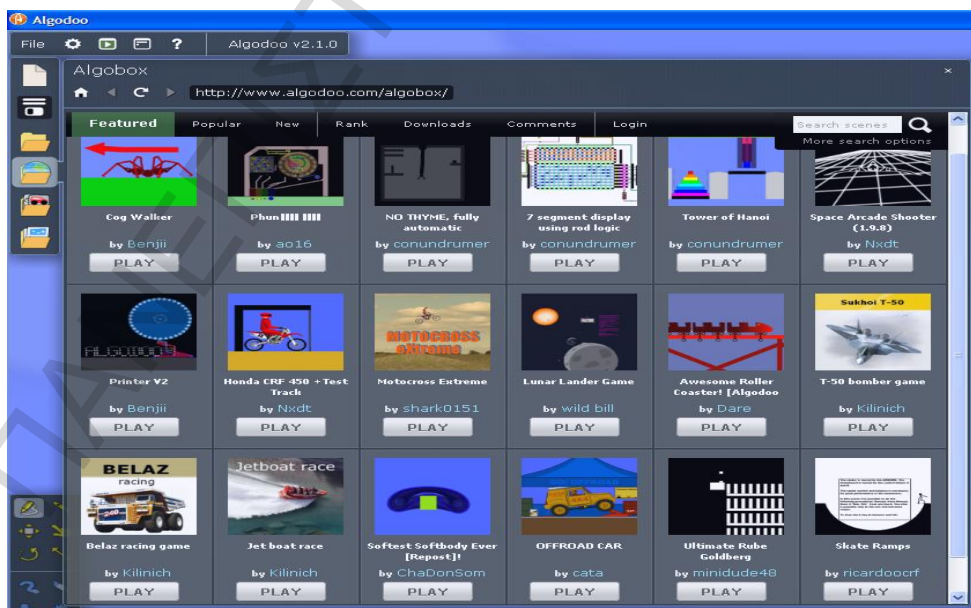 Algodoo
File ? Algodoo v2.1.0
Algobox
http://www.algodoo.com/algobox/
Featured Popular New Rank Downloads Comments Login Search scenes
More search options
Cog Walker
by Benjii
PLAY
Phun
by ao16
PLAY
NO THYME, fully
automatic
by conundrumer
PLAY
7 segment display
using rod logic
by conundrumer
PLAY
Tower of Hanoi
by conundrumer
PLAY
Space Arcade Shooter
(1.9.8)
by Nxdt
PLAY
Printer V2
by Benjii
PLAY
Honda CRF 450 + Test
Track
by Nxdt
PLAY
MOTOCROSS
eXtreme
Motocross Extreme
by shark0151
PLAY
Lunar Lander Game
by wild bill
PLAY
Awesome Roller
Coaster! [Algodoo
by Dare
PLAY
Sukhoi T-50
T-50 bomber game
by Kilinich
PLAY
BELAZ
racing
Belaz racing game
by Kilinich
PLAY
Jetboat race
Jet boat race
by Kilinich
PLAY
Softest Softbody Ever
[Repost]!
by ChaDonSom
PLAY
OFFROAD CAR
by cata
PLAY
Ultimate Rube
Goldberg
by minidude48
PLAY
Skate Ramps
by ricardoocrf
PLAY